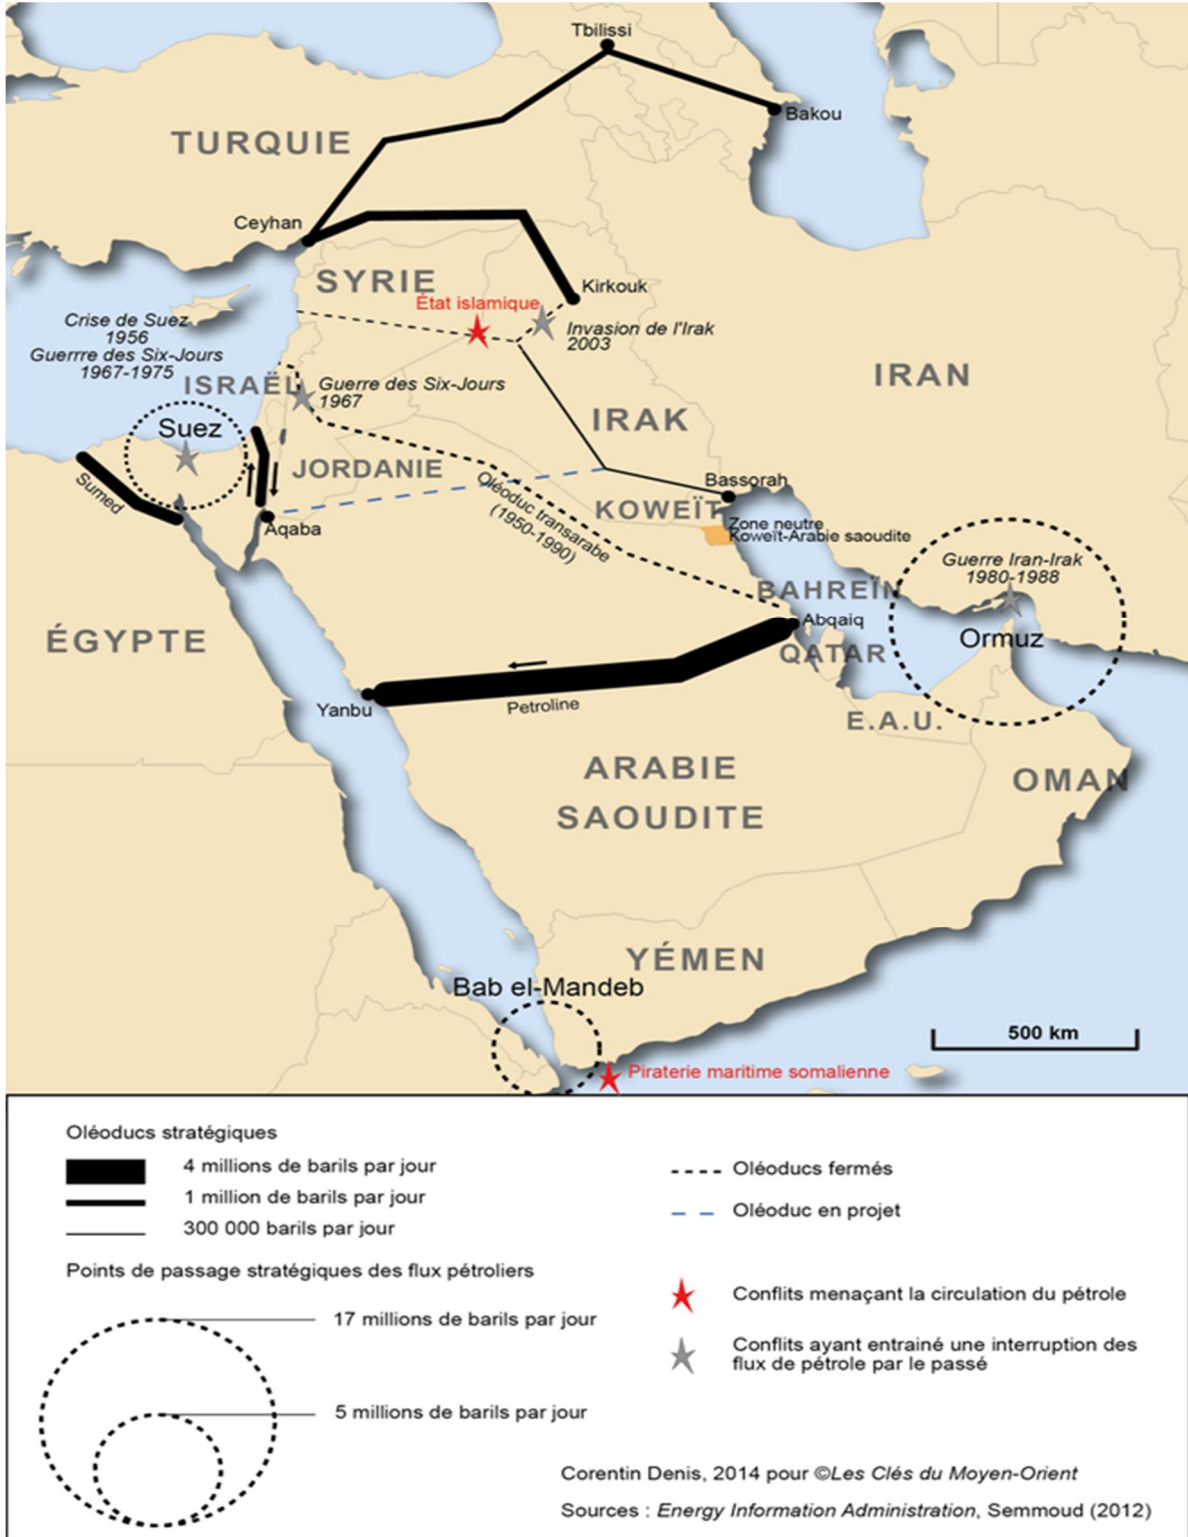 Tbilissi
Bakou
TURQUIE
Ceyhan
SYRIE
Kirkouk
État islamique
Crise de Suez
1956
Guerrre des Six-Jours
1967-1975
Invasion de l'Irak
2003
ISRAËL
Guerre des Six-Jours
1967
IRAN
Suez
IRAK
JORDANIE
Sumed
Bassorah
KOWEÏT
Aqaba
Oléoduc transarabe
(1950-1990)
Zone neutre
Koweït-Arabie saoudite
Guerre Iran-Irak
1980-1988
BAHREÏN
Abqaiq
ÉGYPTE
Ormuz
QATAR
Yanbu
Petroline
E.A.U.
ARABIE
SAOUDITE
OMAN
YÉMEN
Bab el-Mandeb
500 km
Piraterie maritime somalienne
Oléoducs stratégiques
4 millions de barils par jour
1 million de barils par jour
300 000 barils par jour
Points de passage stratégiques des flux pétroliers
17 millions de barils par jour
5 millions de barils par jour
Oléoducs fermés
Oléoduc en projet
Conflits menaçant la circulation du pétrole
Conflits ayant entrainé une interruption des
flux de pétrole par le passé
Corentin Denis, 2014 pour ©Les Clés du Moyen-Orient
Sources : Energy Information Administration, Semmoud (2012)